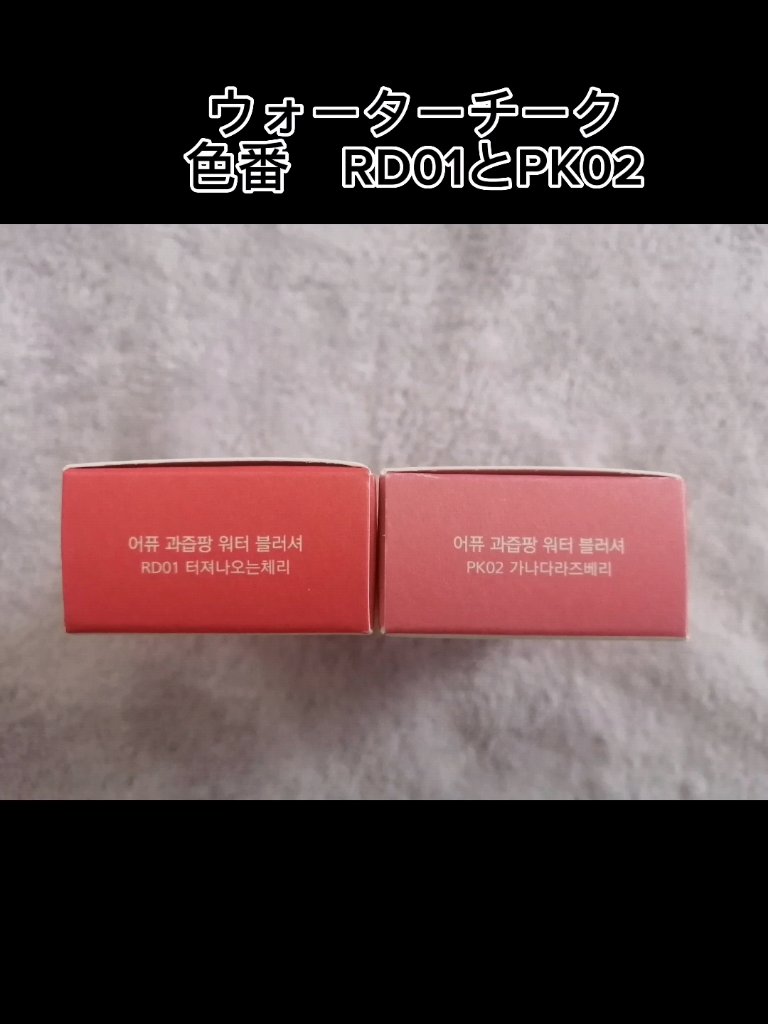 ウォーターチーク
色番　RD01とPK02
어퓨 과즙팡 워터 블러셔
RD01 터져나오는체리
어퓨 과즙팡 워터 블러셔
PK02 가나다라즈베리